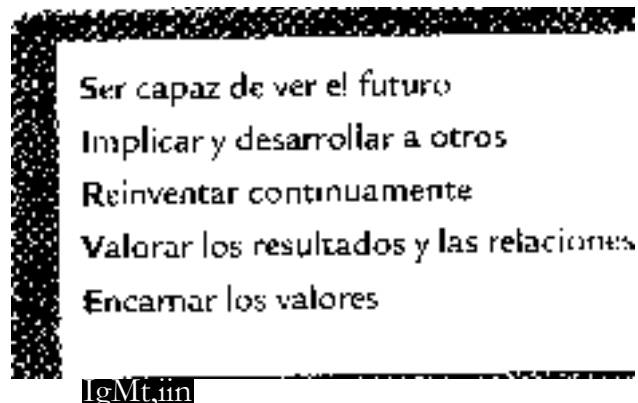 Ser capaz de ver el futuro
Implicar y desarrollar a otros
Reinventar continuamente
Valorar los resultados y las relaciones
Encarnar los valores
IgMt,iin